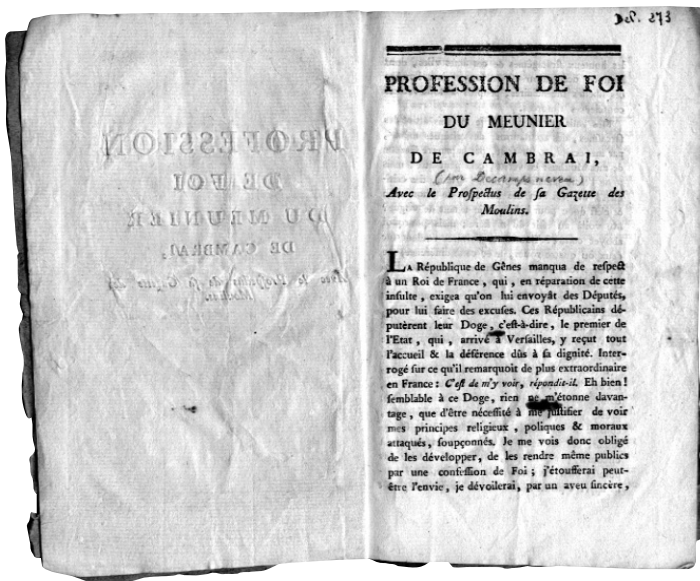 Del. 273
PROFESSION DE FOI
DU MEUNIER
DE CAMBRAI,
Avec le Proſpectus de ſa Gazette des
Moulins.
LA République de Gênes manqua de reſpect
à un Roi de France, qui, en réparation de cette
inſulte, exigea qu'on lui envoyât des Députés,
pour lui faire des excuſes. Ces Républicains dé-
putèrent leur Doge, c'eſt-à-dire, le premier de
l'Etat, qui, arrivé à Verſailles, y reçut tout
l'accueil & la déférence dûs à ſa dignité. Inter-
rogé ſur ce qu'il remarquoit de plus extraordinaire
en France : C'eſt de m'y voir, répondit-il. Eh bien !
ſemblable à ce Doge, rien ne m'étonne davan-
tage, que d'être néceſſité à me juſtifier de voir
mes principes religieux, poliques & moraux
attaqués, ſoupçonnés. Je me vois donc obligé
de les développer, de les rendre même publics
par une confeſſion de Foi ; j'étoufferai peut-
être l'envie, je dévoilerai, par un aveu ſincère,